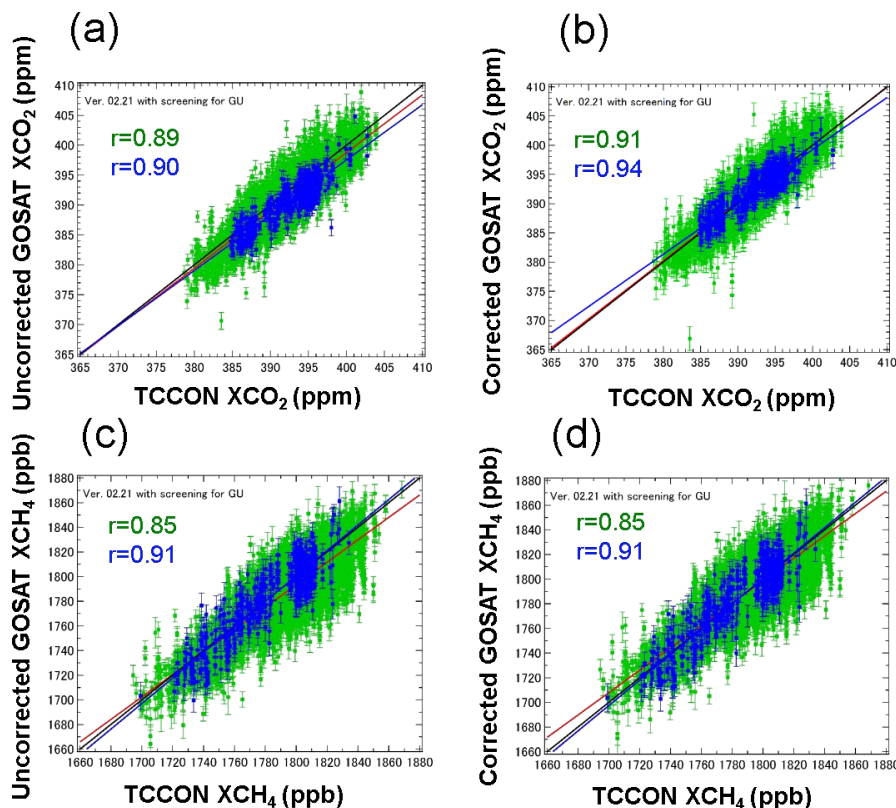 (a)
Uncorrected GOSAT XCO₂ (ppm)
410
405
400
395
390
385
380
375
370
365
Ver. 02.21 with screening for GU
r=0.89
r=0.90
365 370 375 380 385 390 395 400 405 410
TCCON XCO₂ (ppm)
(b)
Corrected GOSAT XCO₂ (ppm)
410
405
400
395
390
385
380
375
370
365
Ver. 02.21 with screening for GU
r=0.91
r=0.94
365 370 375 380 385 390 395 400 405 410
TCCON XCO₂ (ppm)
(c)
Uncorrected GOSAT XCH₄ (ppb)
1880
1860
1840
1820
1800
1780
1760
1740
1720
1700
1680
1660
Ver. 02.21 with screening for GU
r=0.85
r=0.91
1660 1680 1700 1720 1740 1760 1780 1800 1820 1840 1860 1880
TCCON XCH₄ (ppb)
(d)
Corrected GOSAT XCH₄ (ppb)
1880
1860
1840
1820
1800
1780
1760
1740
1720
1700
1680
1660
Ver. 02.21 with screening for GU
r=0.85
r=0.91
1660 1680 1700 1720 1740 1760 1780 1800 1820 1840 1860 1880
TCCON XCH₄ (ppb)